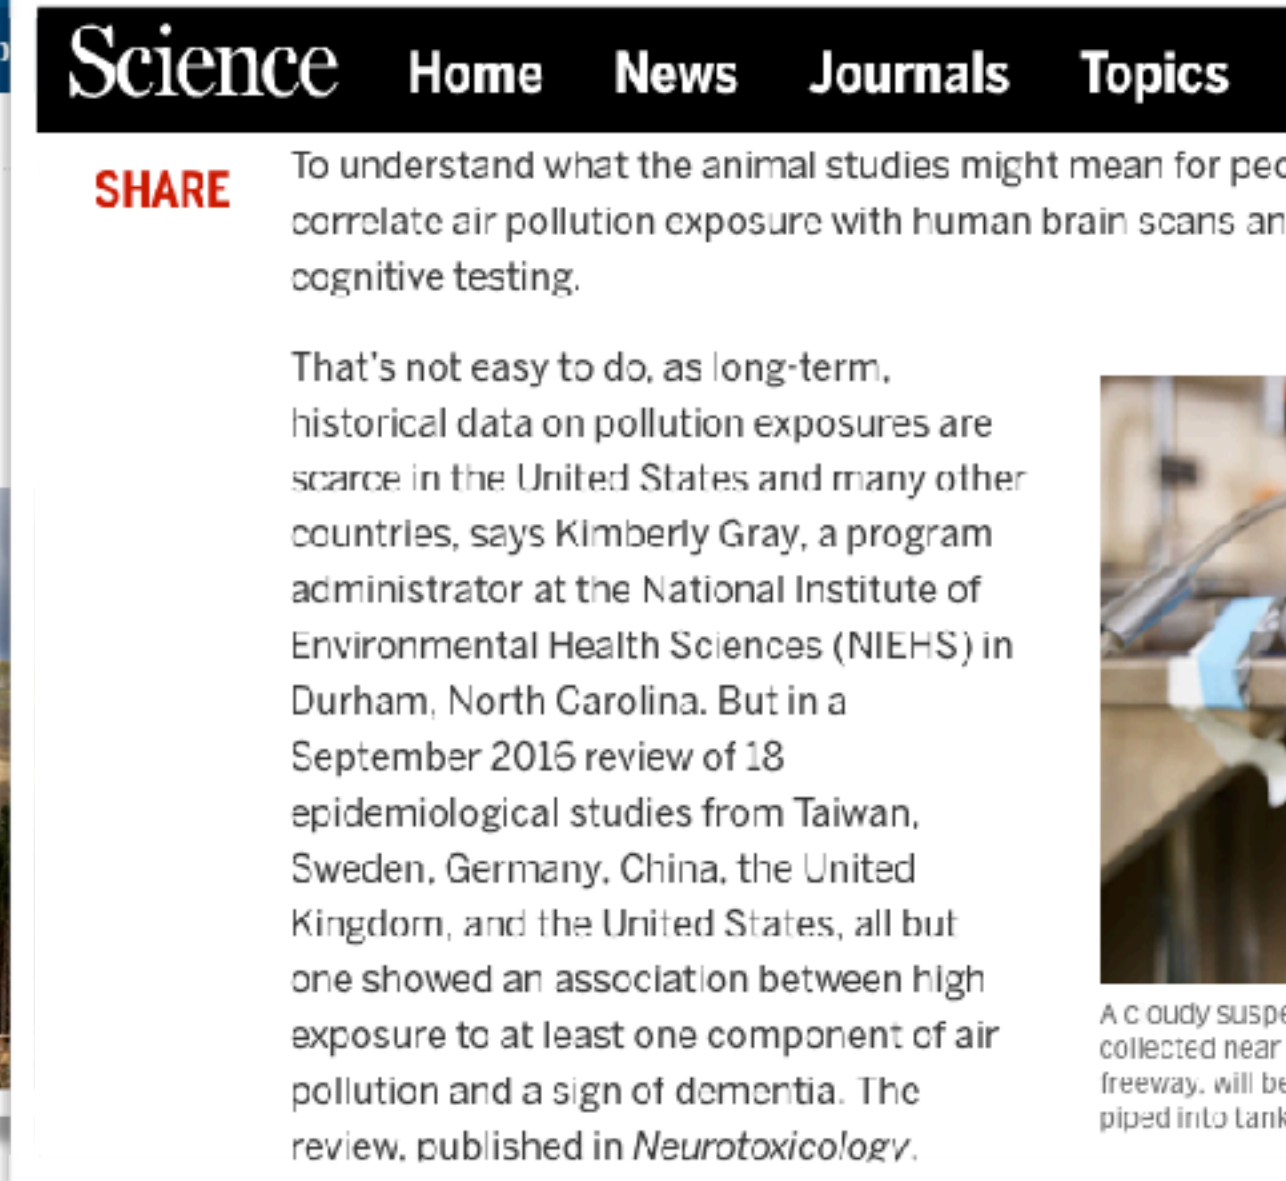 Science Home News Journals Topics
SHARE
To understand what the animal studies might mean for
correlate air pollution exposure with human brain scans
cognitive testing.
That's not easy to do, as long-term,
historical data on pollution exposures are
scarce in the United States and many other
countries, says Kimberly Gray, a program
administrator at the National Institute of
Environmental Health Sciences (NIEHS) in
Durham, North Carolina. But in a
September 2016 review of 18
epidemiological studies from Taiwan,
Sweden, Germany, China, the United
Kingdom, and the United States, all but
one showed an association between high
exposure to at least one component of air
pollution and a sign of dementia. The
review, published in Neurotoxicology,
A cloudy
collected near
freeway, will
piped into